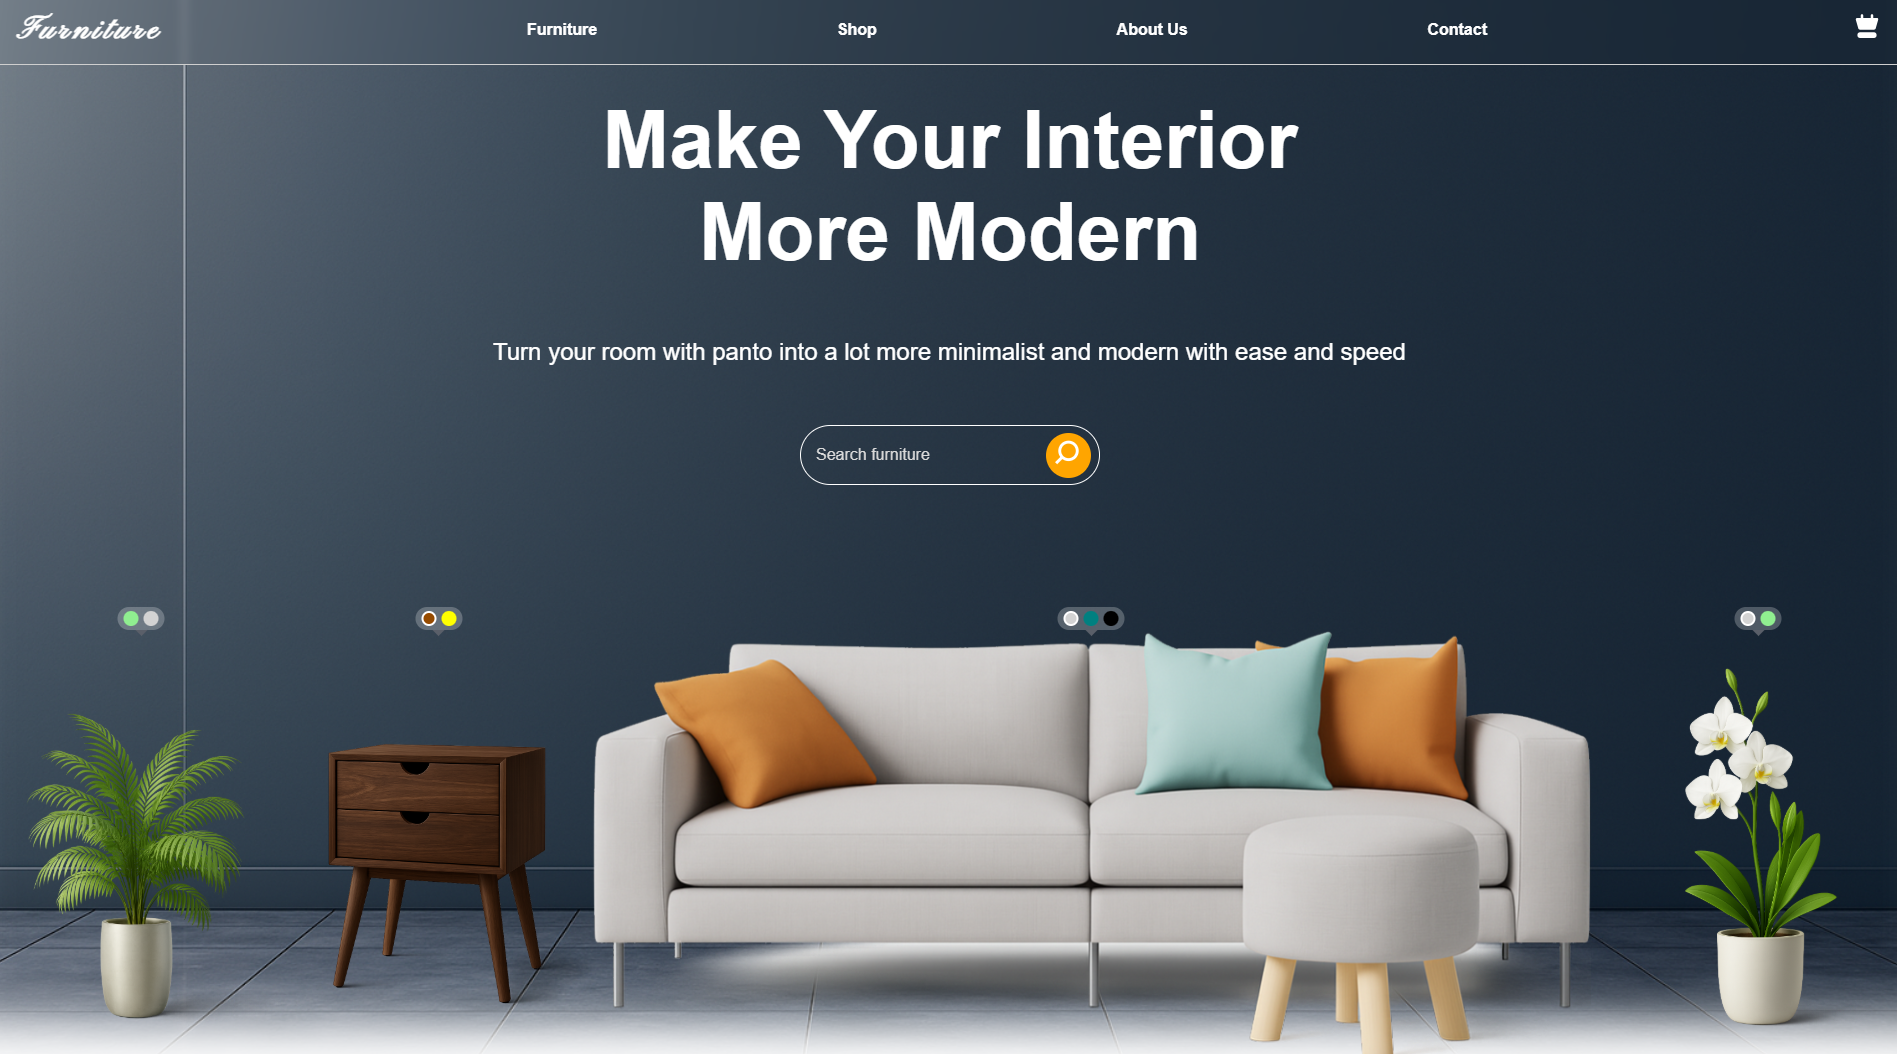 Furniture
Furniture
Shop
About Us
Contact
Make Your Interior
More Modern
Turn your room with panto into a lot more minimalist and modern with ease and speed
Search furniture